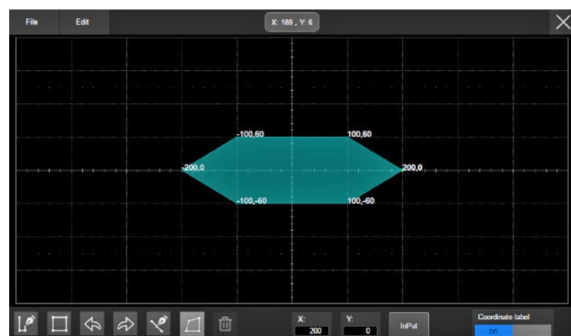 File Edit X: 189 , Y: 6
-100,60 100,60
-200,0 200,0
-100,-60 100,-60
X: Y: Coordinate label
200 0 InPut on